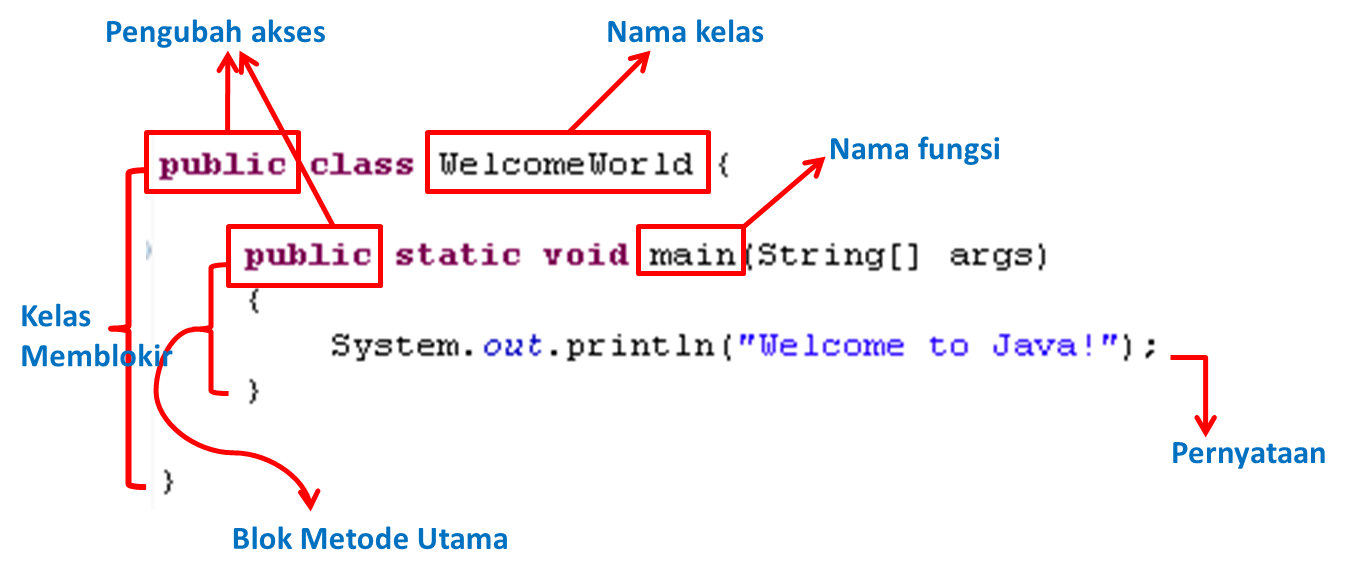 Pengubah akses
Nama kelas
public class WelcomeWorld {
Nama fungsi
public static void main(String[] args)
{
Kelas
Memblokir
System.out.println("Welcome to Java!");
}
Pernyataan
}
Blok Metode Utama